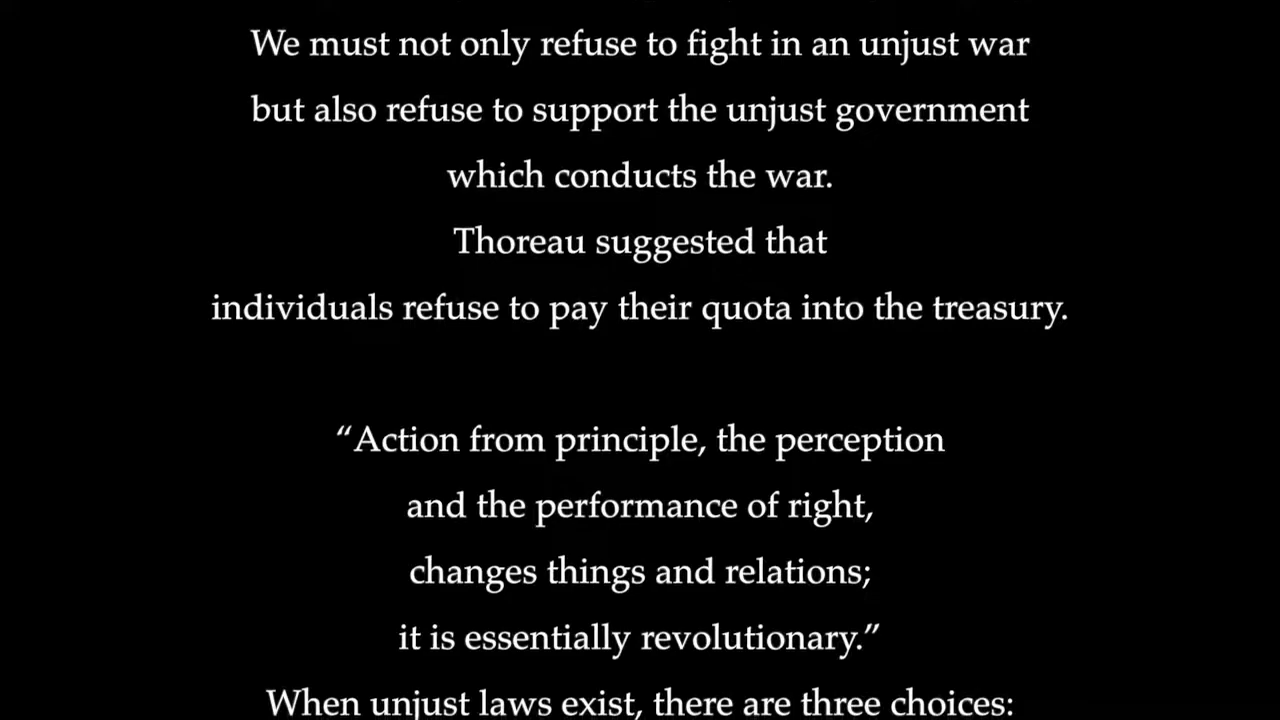 We must not only refuse to fight in an unjust war
but also refuse to support the unjust government
which conducts the war.
Thoreau suggested that
individuals refuse to pay their quota into the treasury.
“Action from principle, the perception
and the performance of right,
changes things and relations;
it is essentially revolutionary.”
When unjust laws exist, there are three choices: